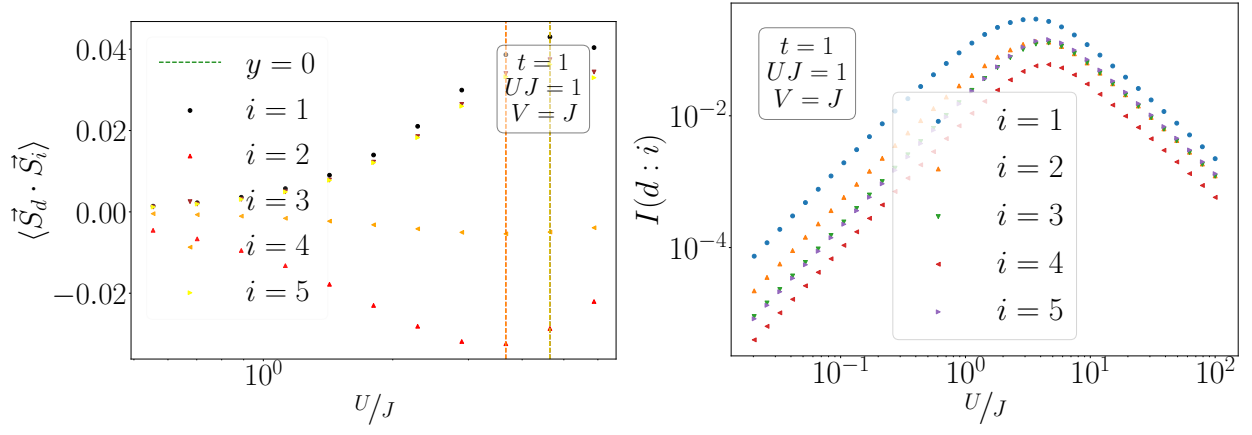 0.04
0.02
0.00
−0.02
⟨S⃗_d · S⃗_i⟩
y = 0
i = 1
i = 2
i = 3
i = 4
i = 5
t = 1
UJ = 1
V = J
10^0
U/J
10^−2
10^−4
I(d : i)
t = 1
UJ = 1
V = J
i = 1
i = 2
i = 3
i = 4
i = 5
10^−1
10^0
10^1
10^2
U/J